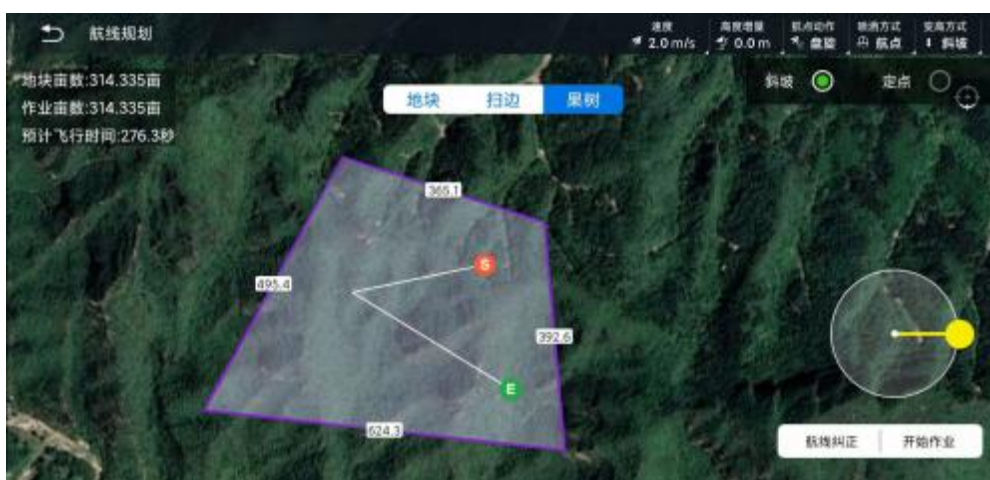 航线规划
速度
2.0m/s
高度增量
0.0m
航点动作
盘旋
喷洒方式
航点
变高方式
斜坡
地块亩数:314.335亩
作业亩数:314.335亩
预计飞行时间:276.3秒
地块 扫边 果树
斜坡 定点
365.1
S
495.4
392.6
E
624.3
航线纠正 开始作业